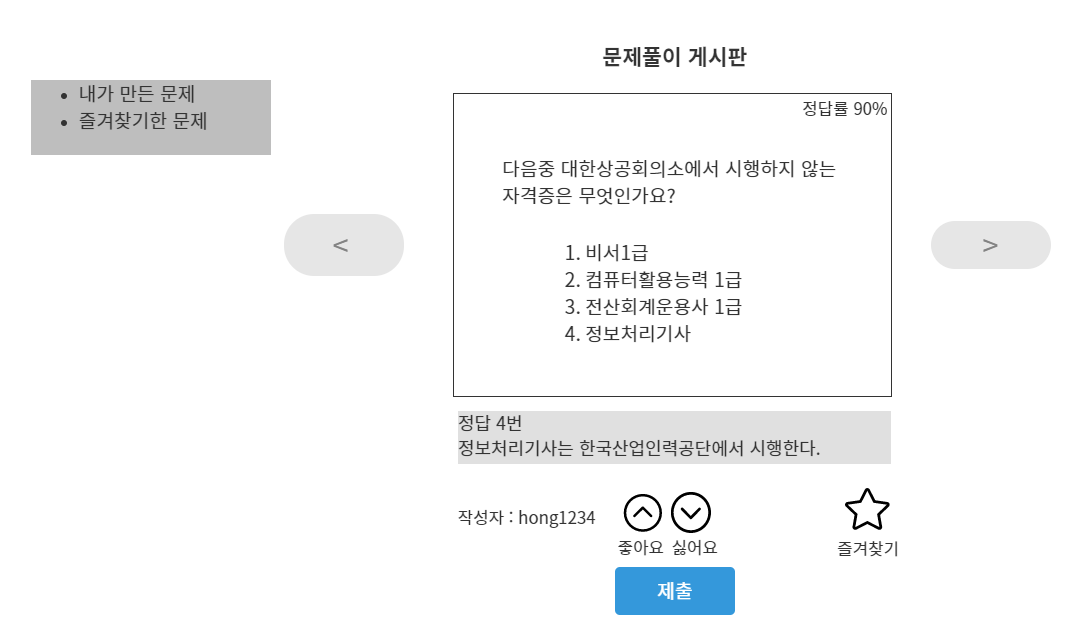 문제풀이 게시판
내가 만든 문제
즐겨찾기한 문제
정답률 90%
다음중 대한상공회의소에서 시행하지 않는
자격증은 무엇인가요?
<
>
1. 비서1급
2. 컴퓨터활용능력 1급
3. 전산회계운용사 1급
4. 정보처리기사
정답 4번
정보처리기사는 한국산업인력공단에서 시행한다.
작성자 : hong1234
좋아요 싫어요
즐겨찾기
제출